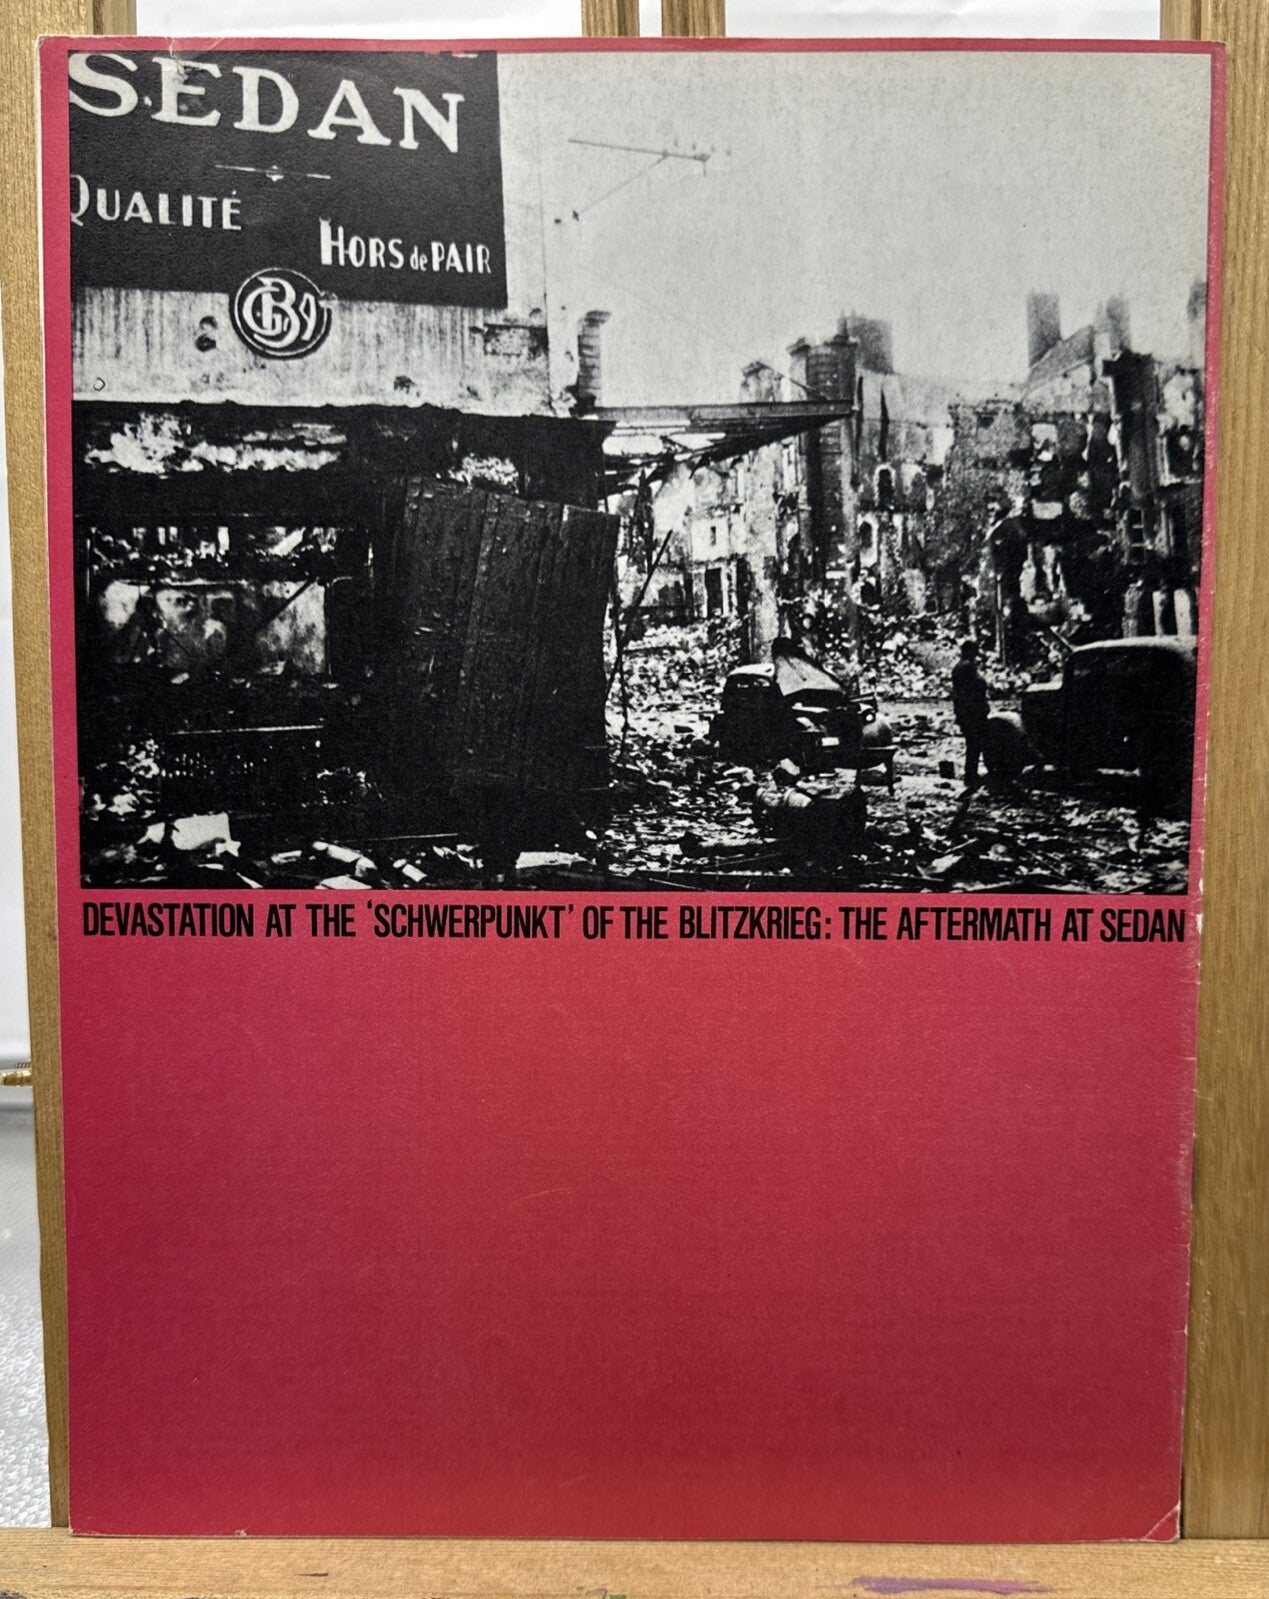 SEDAN
QUALITÉ
HORS de PAIR
DEVASTATION AT THE 'SCHWERPUNKT' OF THE BLITZKRIEG: THE AFTERMATH AT SEDAN